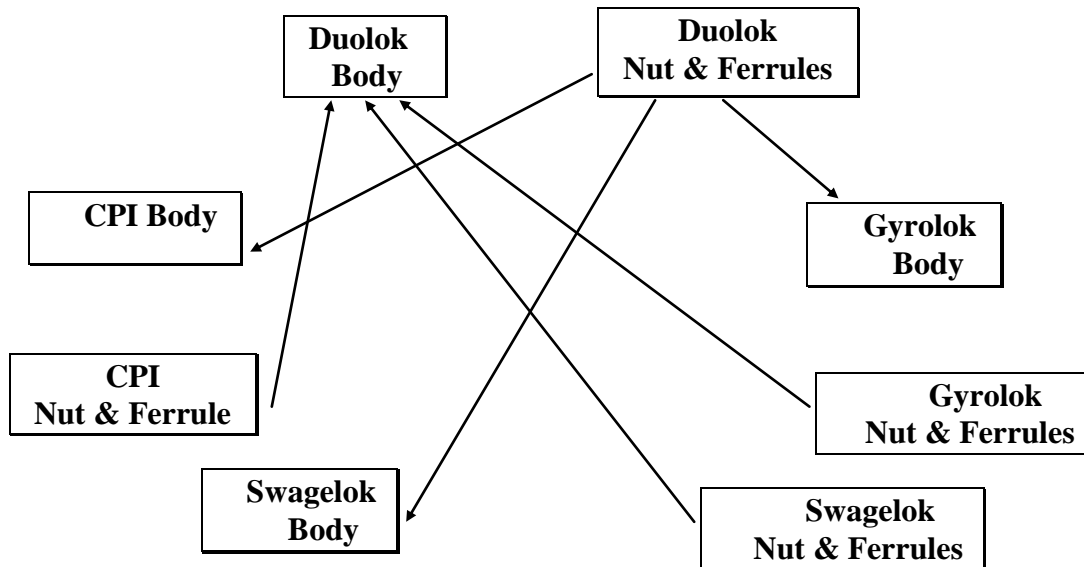 Duolok
Body
Duolok
Nut & Ferrules
CPI Body
Gyrolok
Body
CPI
Nut & Ferrule
Gyrolok
Nut & Ferrules
Swagelok
Body
Swagelok
Nut & Ferrules